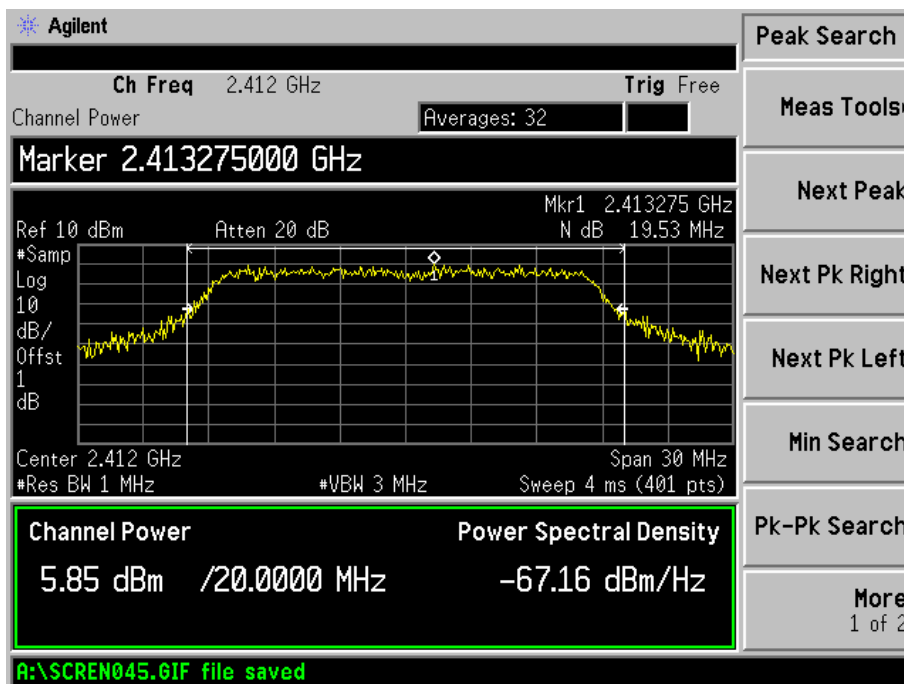 Agilent
Peak Search
Ch Freq 2.412 GHz Trig Free
Channel Power Averages: 32
Meas Tools
Marker 2.413275000 GHz
Mkr1 2.413275 GHz
Ref 10 dBm Atten 20 dB N dB 19.53 MHz
Next Peak
#Samp
Log
10
dB/
Offst
1
dB
1
Next Pk Right
Next Pk Left
Min Search
Center 2.412 GHz Span 30 MHz
#Res BW 1 MHz #VBW 3 MHz Sweep 4 ms (401 pts)
Channel Power Power Spectral Density
Pk-Pk Search
5.85 dBm /20.0000 MHz -67.16 dBm/Hz
More
1 of 2
A:\SCREN045.GIF file saved